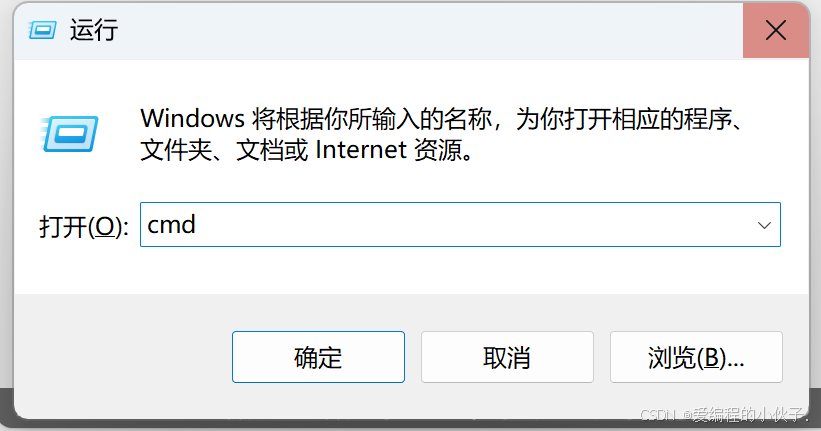 运行
Windows 将根据你所输入的名称，为你打开相应的程序、
文件夹、文档或 Internet 资源。
打开(O): cmd
确定 取消 浏览(B)...
CSDN @爱编程的小伙子.